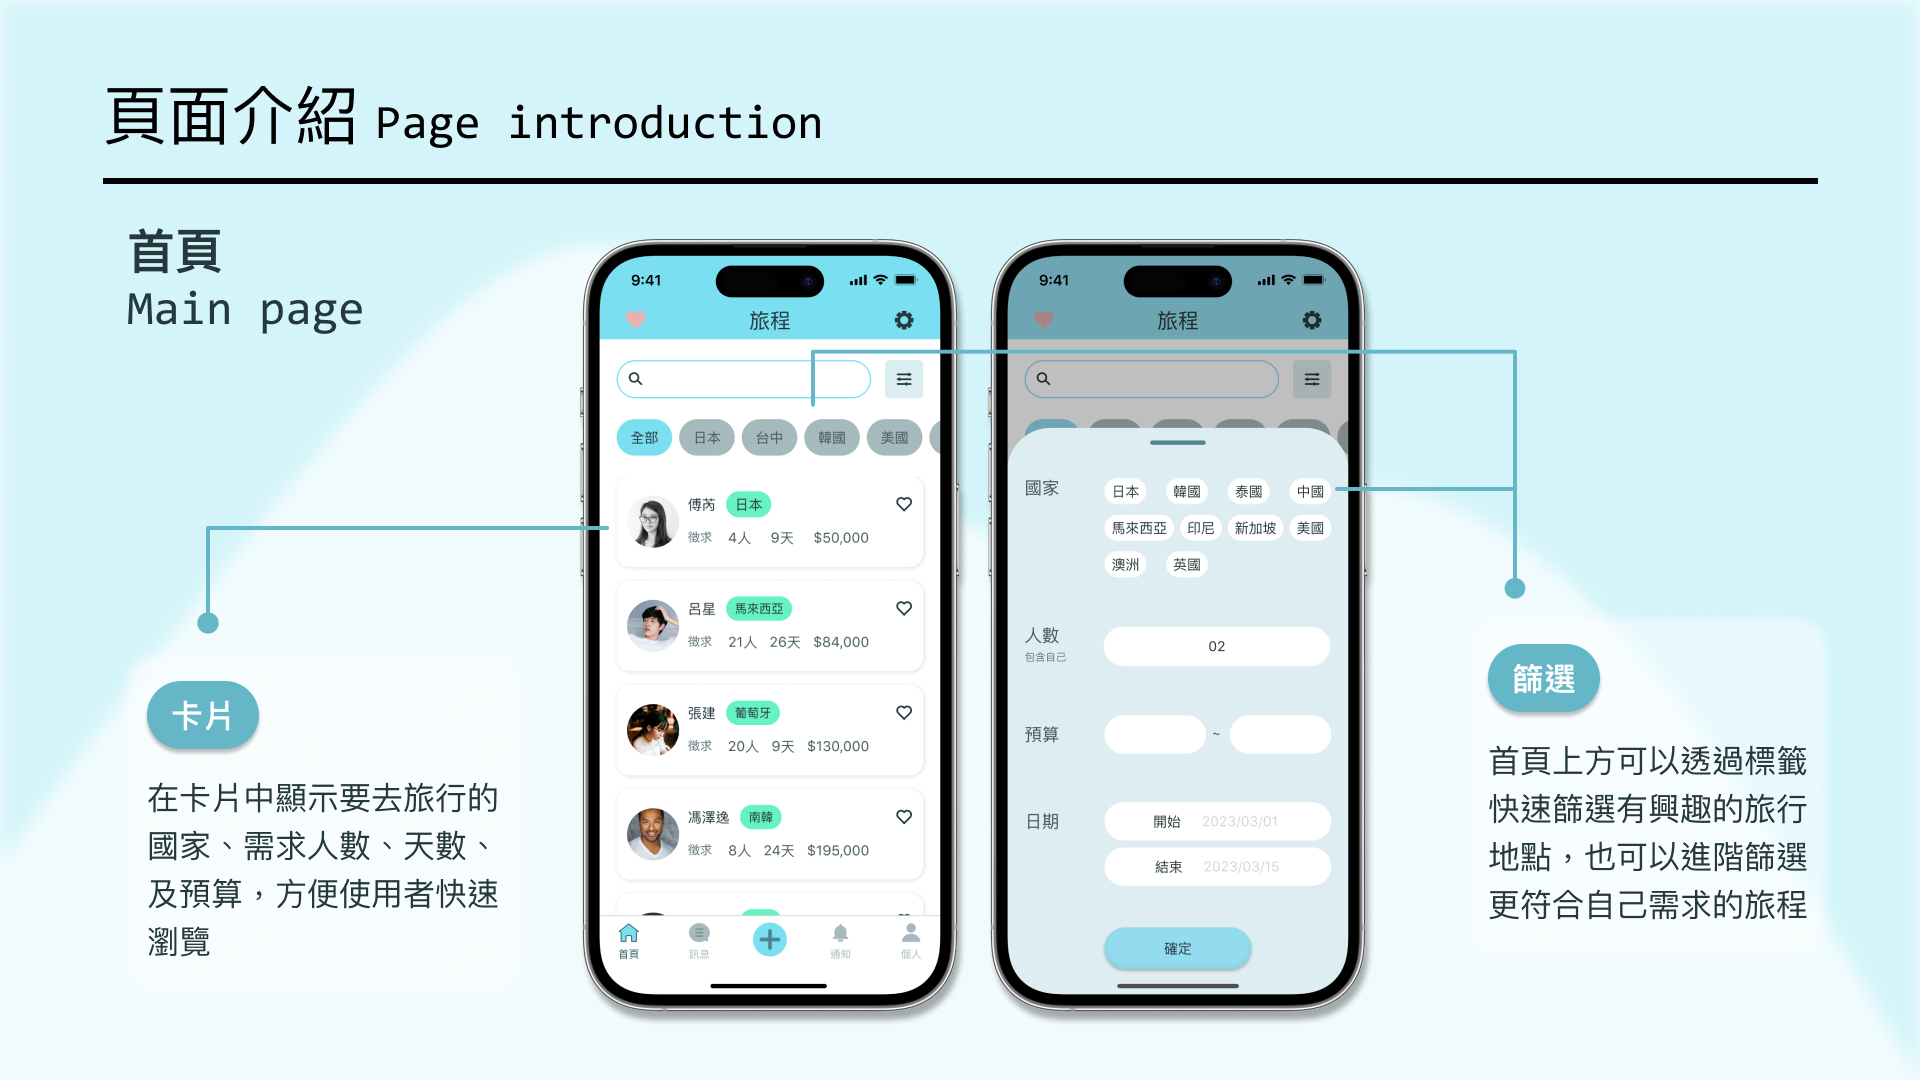 頁面介紹 Page introduction
首頁
Main page
9:41
旅程
全部 日本 台中 韓國 美國
傅芮 日本
徵求 4人 9天 $50,000
呂星 馬來西亞
徵求 21人 26天 $84,000
張建 葡萄牙
徵求 20人 9天 $130,000
馮澤逸 南韓
徵求 8人 24天 $195,000
首頁 訊息 通知 個人
9:41
旅程
國家 日本 韓國 泰國 中國
馬來西亞 印尼 新加坡 美國
澳洲 英國
人數 02
包含自己
預算 ~
日期 開始 2023/03/01
結束 2023/03/15
確定
卡片
在卡片中顯示要去旅行的
國家、需求人數、天數、
及預算，方便使用者快速
瀏覽
篩選
首頁上方可以透過標籤
快速篩選有興趣的旅行
地點，也可以進階篩選
更符合自己需求的旅程